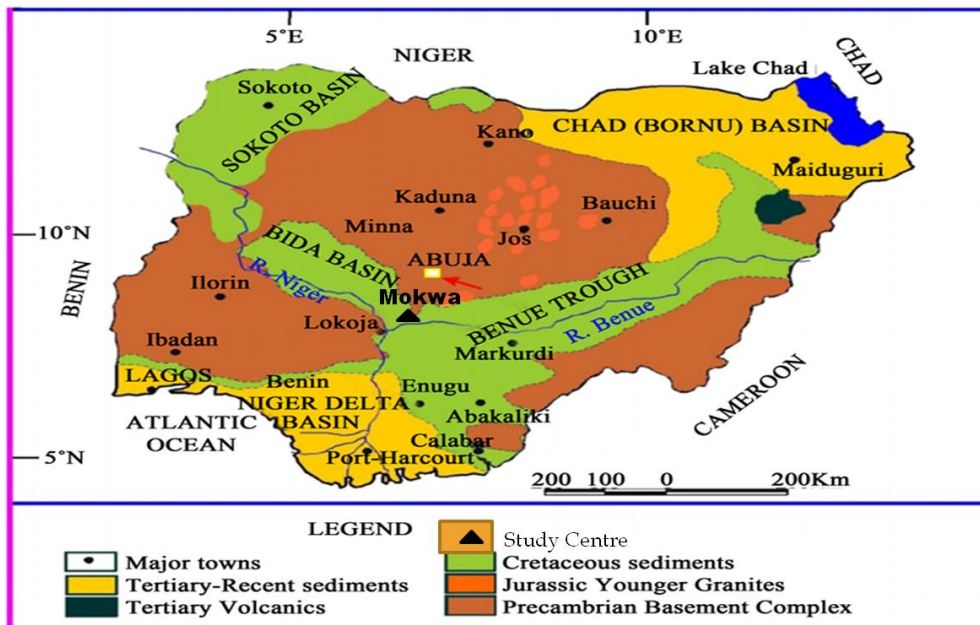 5°E
10°E
NIGER
CHAD
Lake Chad
Sokoto
SOKOTO BASIN
Kano
CHAD (BORNU) BASIN
Maiduguri
Kaduna
Bauchi
Minna
Jos
10°N
BIDA BASIN
ABUJA
BENIN
R. Niger
Ilorin
Mokwa
BENUE TROUGH
R. Benue
Lokoja
Ibadan
Markurdi
LAGOS
Benin
Enugu
CAMEROON
NIGER DELTA
BASIN
Abakaliki
ATLANTIC
OCEAN
Calabar
5°N
Port-Harcourt
200 100 0 200Km
LEGEND
Study Centre
Major towns
Cretaceous sediments
Tertiary-Recent sediments
Jurassic Younger Granites
Tertiary Volcanics
Precambrian Basement Complex